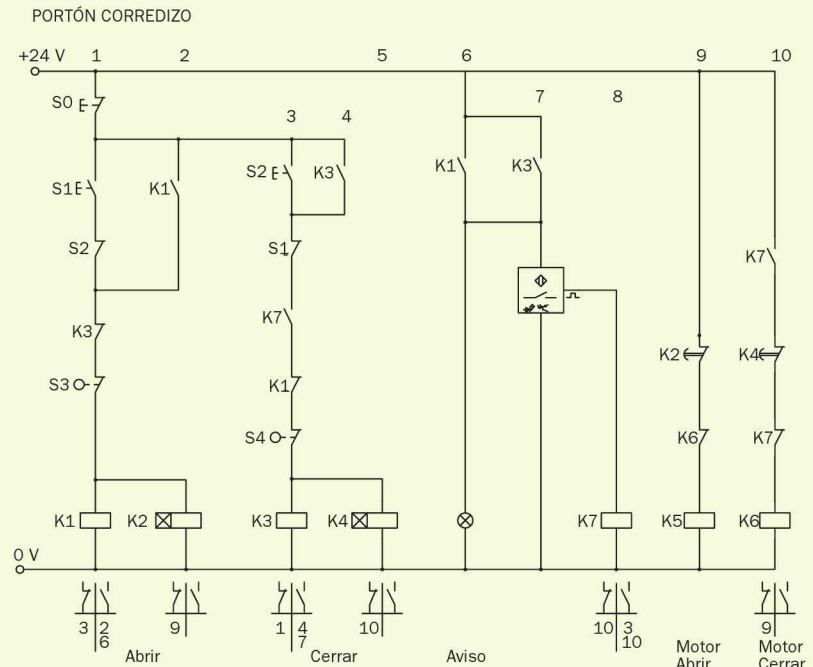 PORTÓN CORREDIZO
+24 V 1 2 5 6 9 10
7 8
S0
3 4
S1 K1 S2 K3 K1 K3
S2 S1
K7
K7
K3
K2 K4
S3 K1
S4 K6 K7
K1 K2 K3 K4 K7 K5 K6
0 V
3 2 9 1 4 10 10 3 9
6 7 10
Abrir Cerrar Aviso Motor Motor
Abrir Cerrar